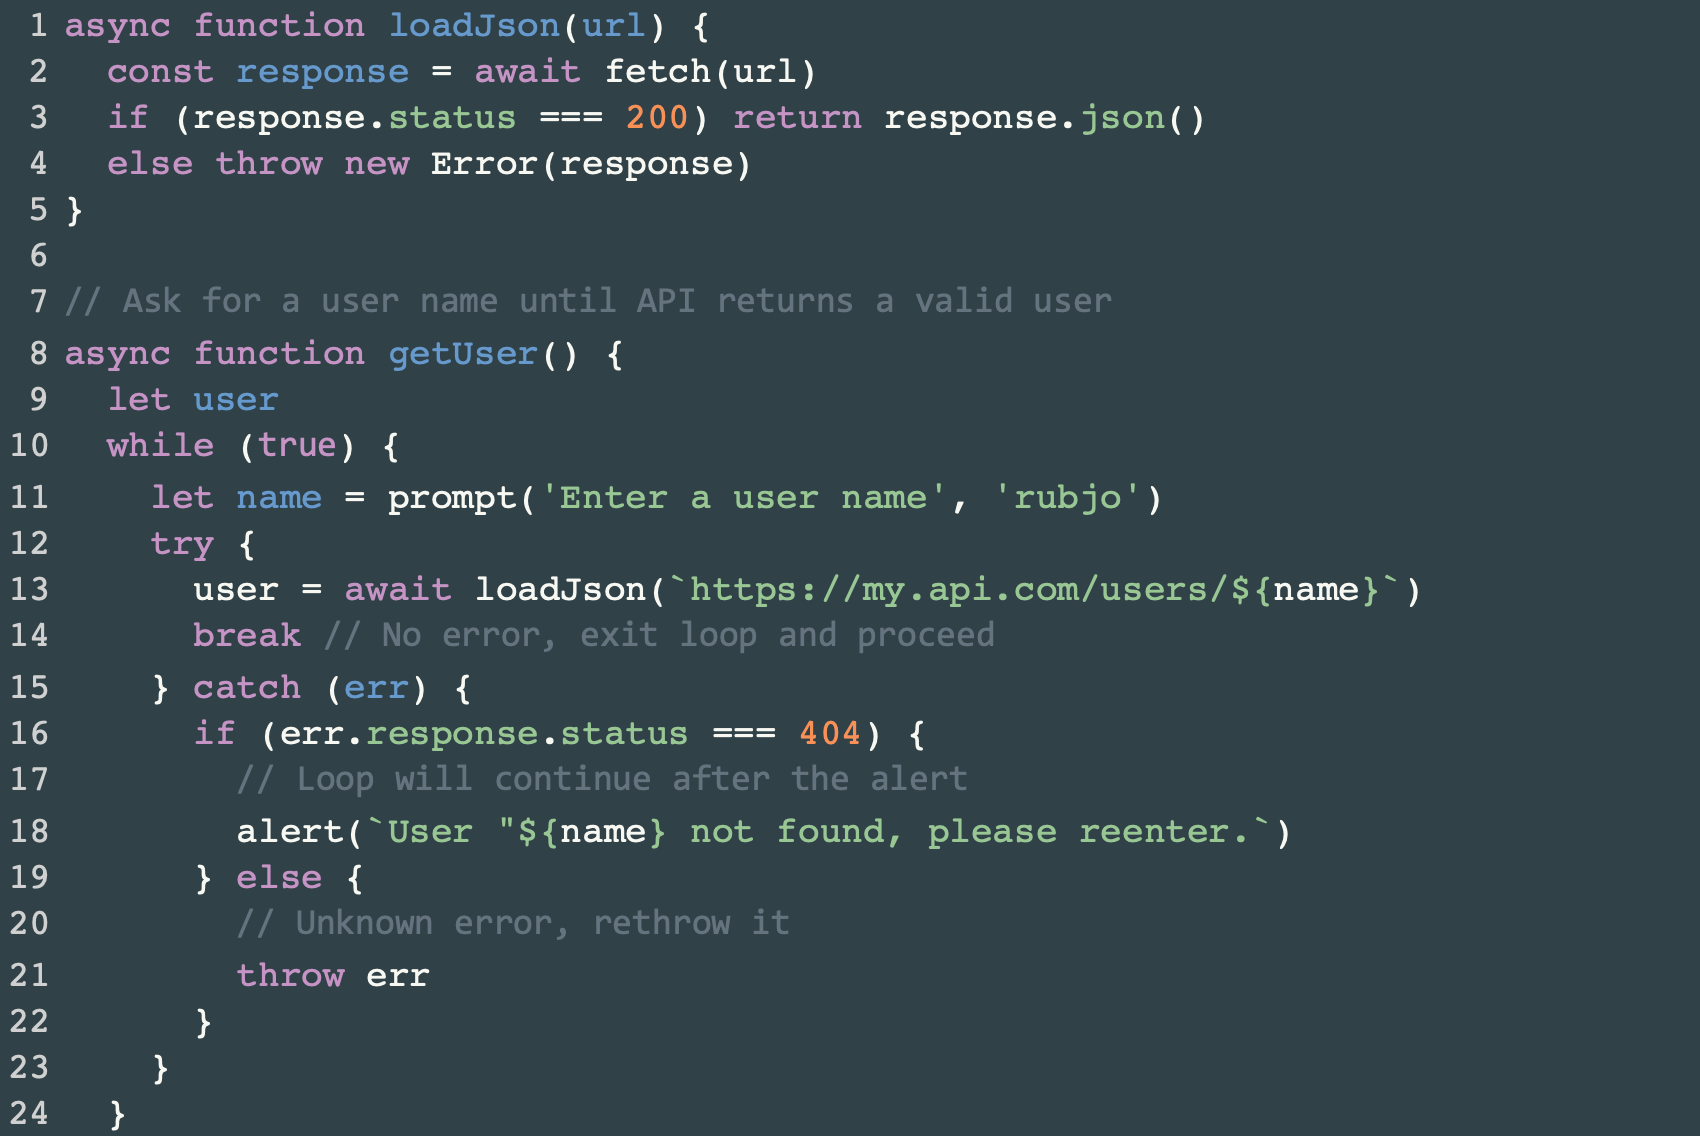 1 async function loadJson(url) {
2   const response = await fetch(url)
3   if (response.status === 200) return response.json()
4   else throw new Error(response)
5 }
6
7 // Ask for a user name until API returns a valid user
8 async function getUser() {
9   let user
10   while (true) {
11     let name = prompt('Enter a user name', 'rubjo')
12     try {
13       user = await loadJson(`https://my.api.com/users/${name}`)
14       break // No error, exit loop and proceed
15     } catch (err) {
16       if (err.response.status === 404) {
17         // Loop will continue after the alert
18         alert(`User "${name} not found, please reenter.`)
19       } else {
20         // Unknown error, rethrow it
21         throw err
22       }
23     }
24   }